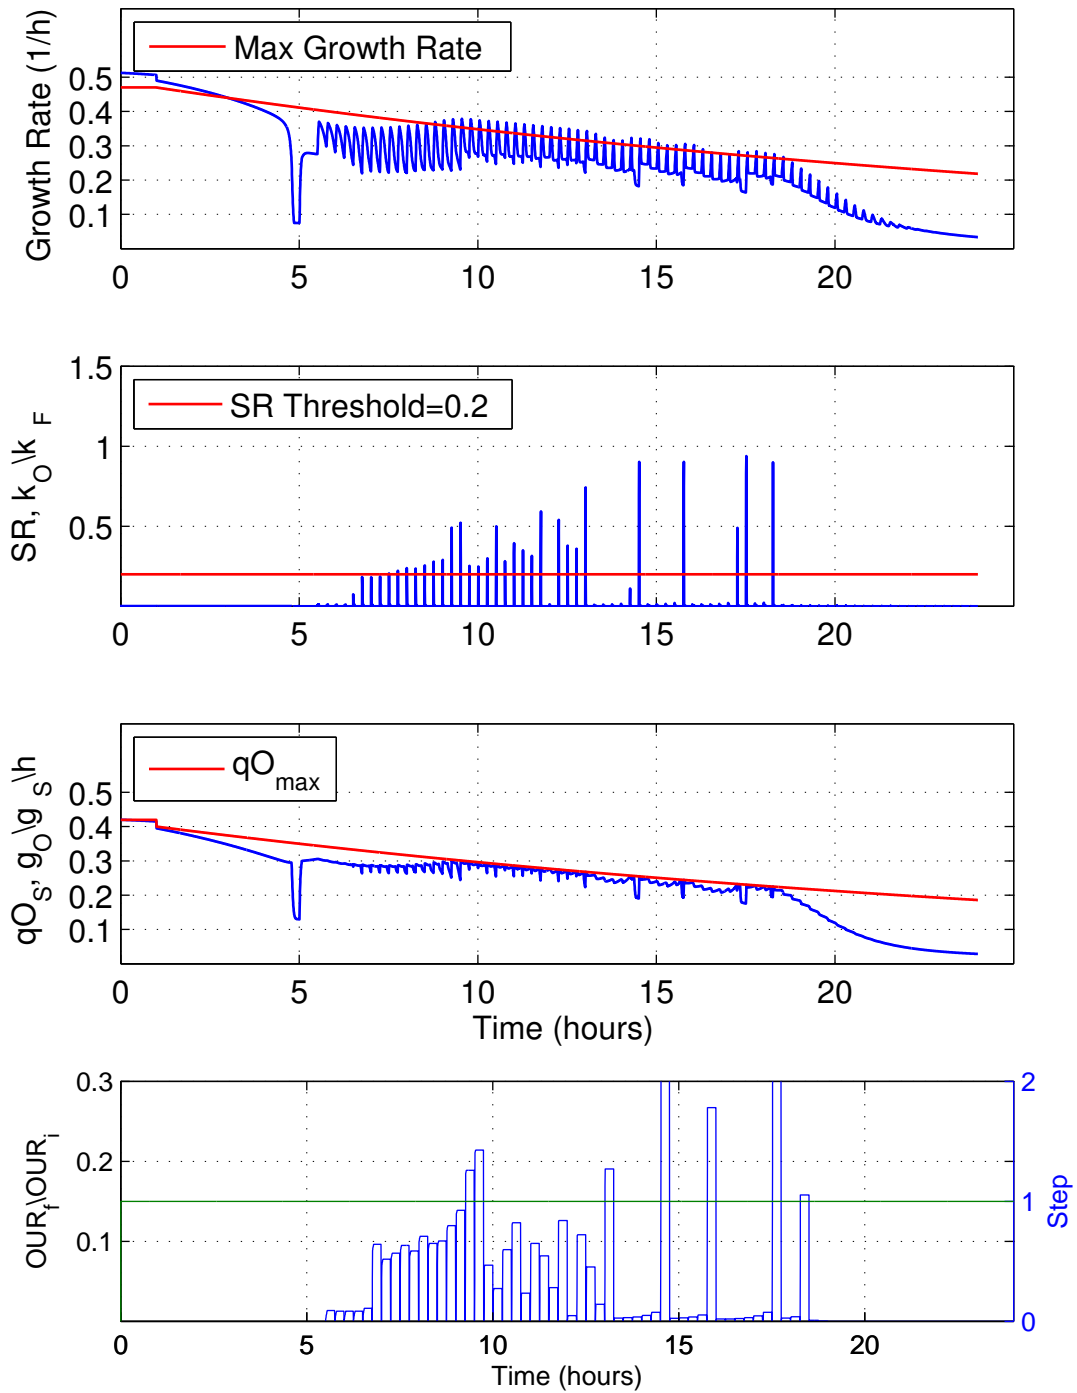 Growth Rate (1/h)
Max Growth Rate
0.5
0.4
0.3
0.2
0.1
0 5 10 15 20
SR, kO\k F
SR Threshold=0.2
1.5
1
0.5
0 5 10 15 20
qOS, gO\g S\h
qOmax
0.5
0.4
0.3
0.2
0.1
0 5 10 15 20
Time (hours)
OURf\OURi
0.3
0.2
0.1
2
1
0
Step
0 5 10 15 20
Time (hours)